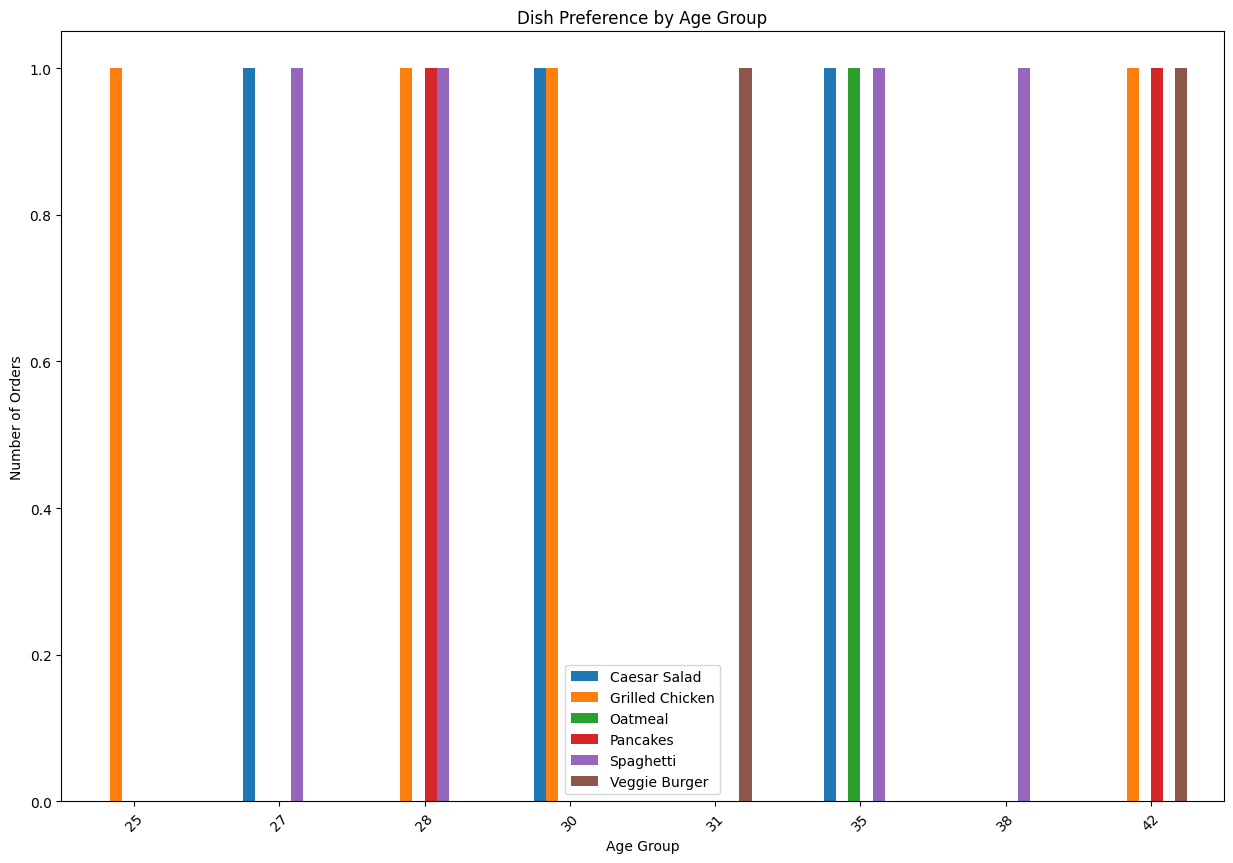 Dish Preference by Age Group
Number of Orders
1.0
0.8
0.6
0.4
0.2
0.0
Caesar Salad
Grilled Chicken
Oatmeal
Pancakes
Spaghetti
Veggie Burger
25 27 28 30 31 35 38 42
Age Group